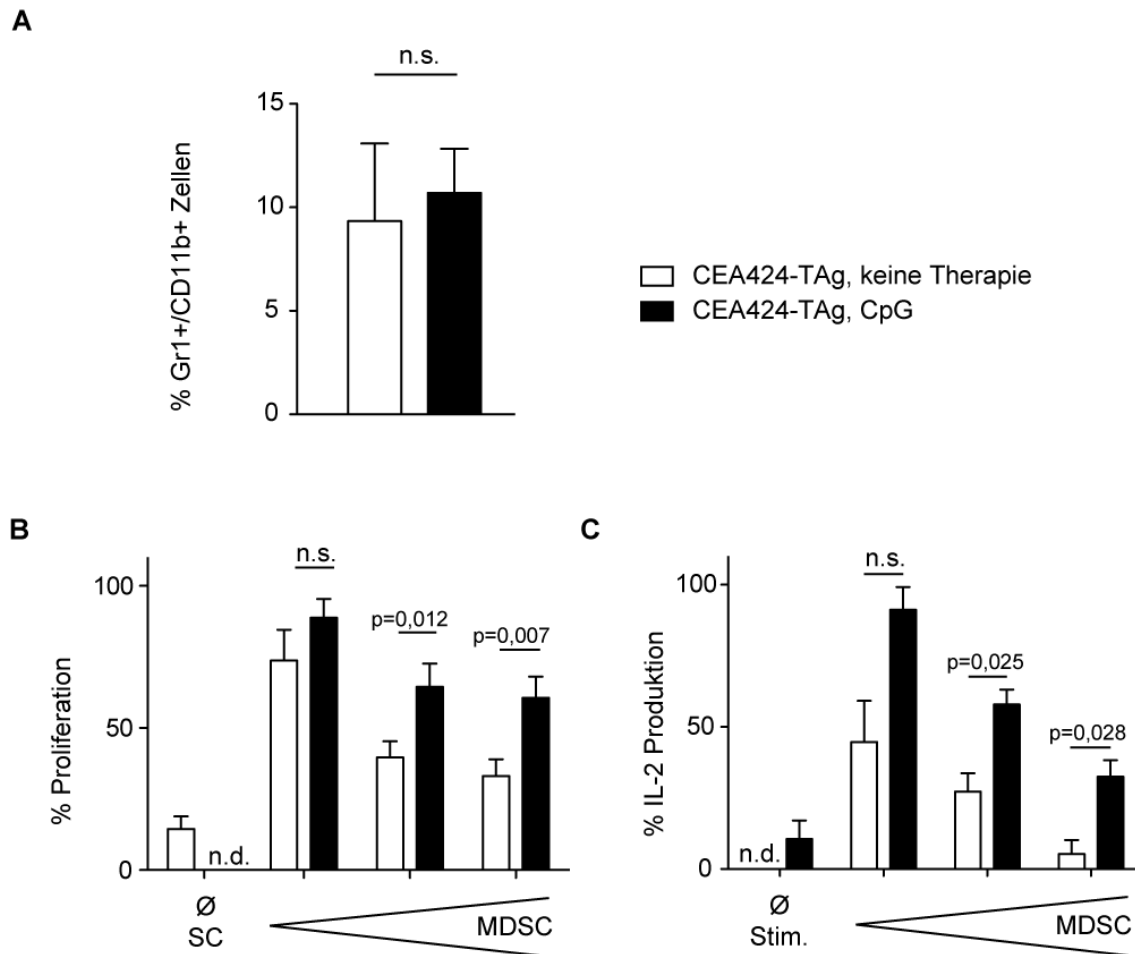 A
n.s.
15
10
5
0
% Gr1+/CD11b+ Zellen
CEA424-TAg, keine Therapie
CEA424-TAg, CpG
B
100
50
0
% Proliferation
n.s.
p=0,012
p=0,007
n.d.
Ø
SC
MDSC
C
100
50
0
% IL-2 Produktion
n.s.
p=0,025
p=0,028
n.d.
Ø
Stim.
MDSC